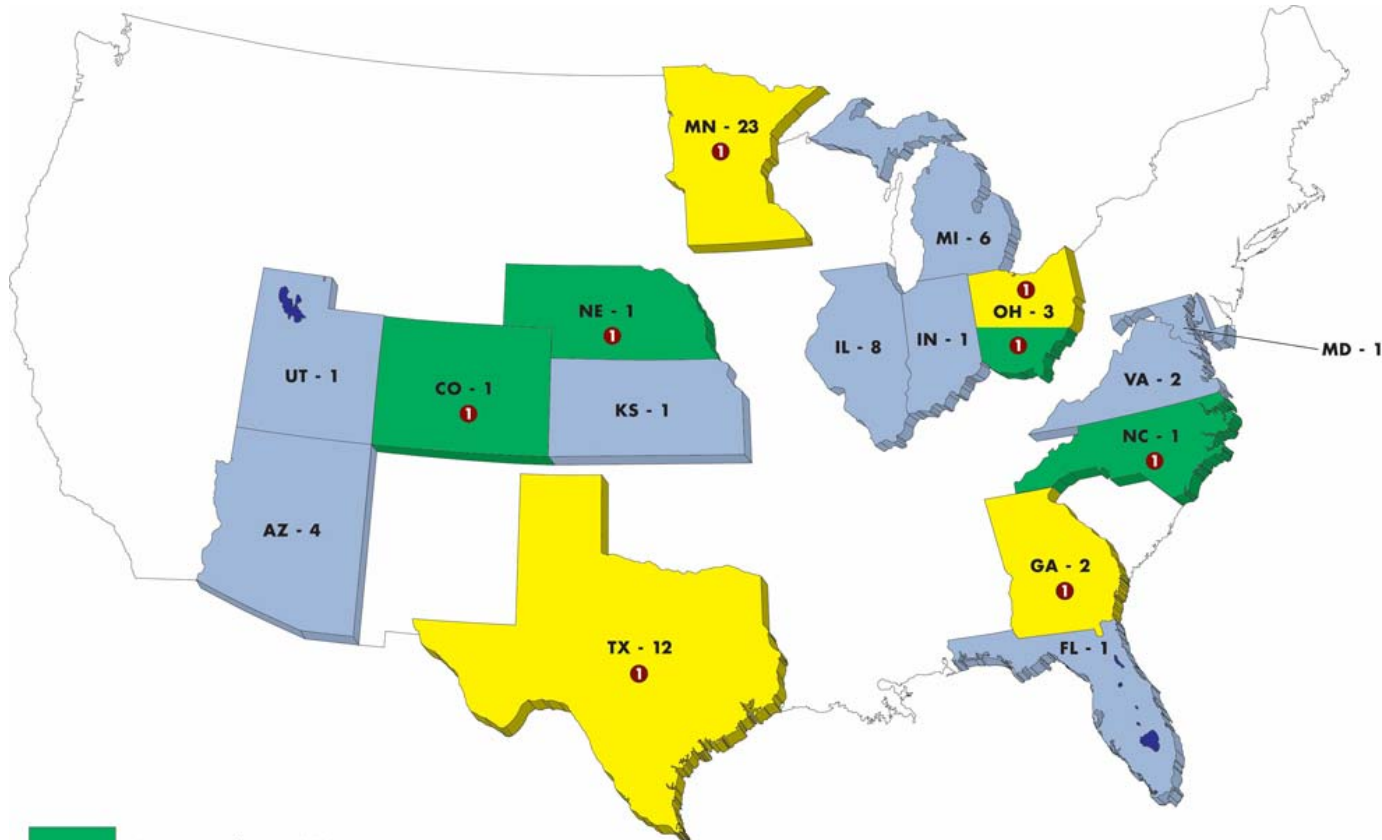 MN - 23
1
MI - 6
NE - 1
1
1
OH - 3
1
IL - 8
IN - 1
MD - 1
UT - 1
CO - 1
1
KS - 1
VA - 2
NC - 1
1
AZ - 4
GA - 2
1
TX - 12
1
FL - 1